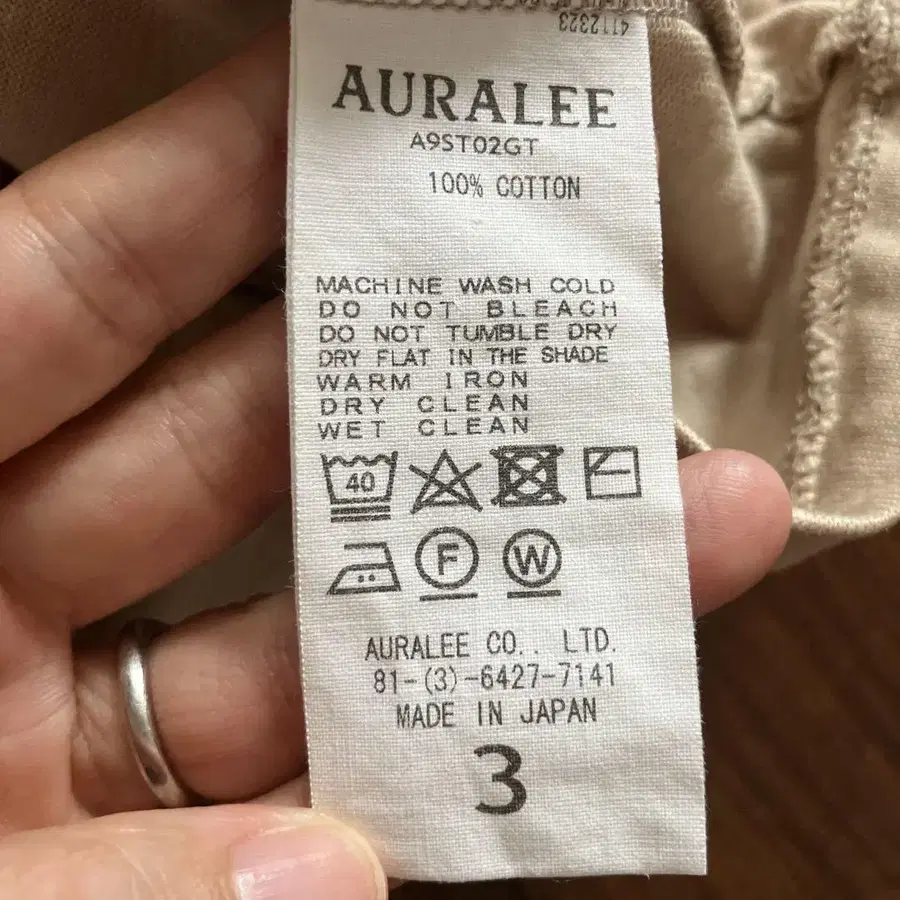 4112323
AURALEE
A9ST02GT
100% COTTON
MACHINE WASH COLD
DO NOT BLEACH
DO NOT TUMBLE DRY
DRY FLAT IN THE SHADE
WARM IRON
DRY CLEAN
WET CLEAN
40
F W
AURALEE CO.. LTD.
81-(3)-6427-7141
MADE IN JAPAN
3